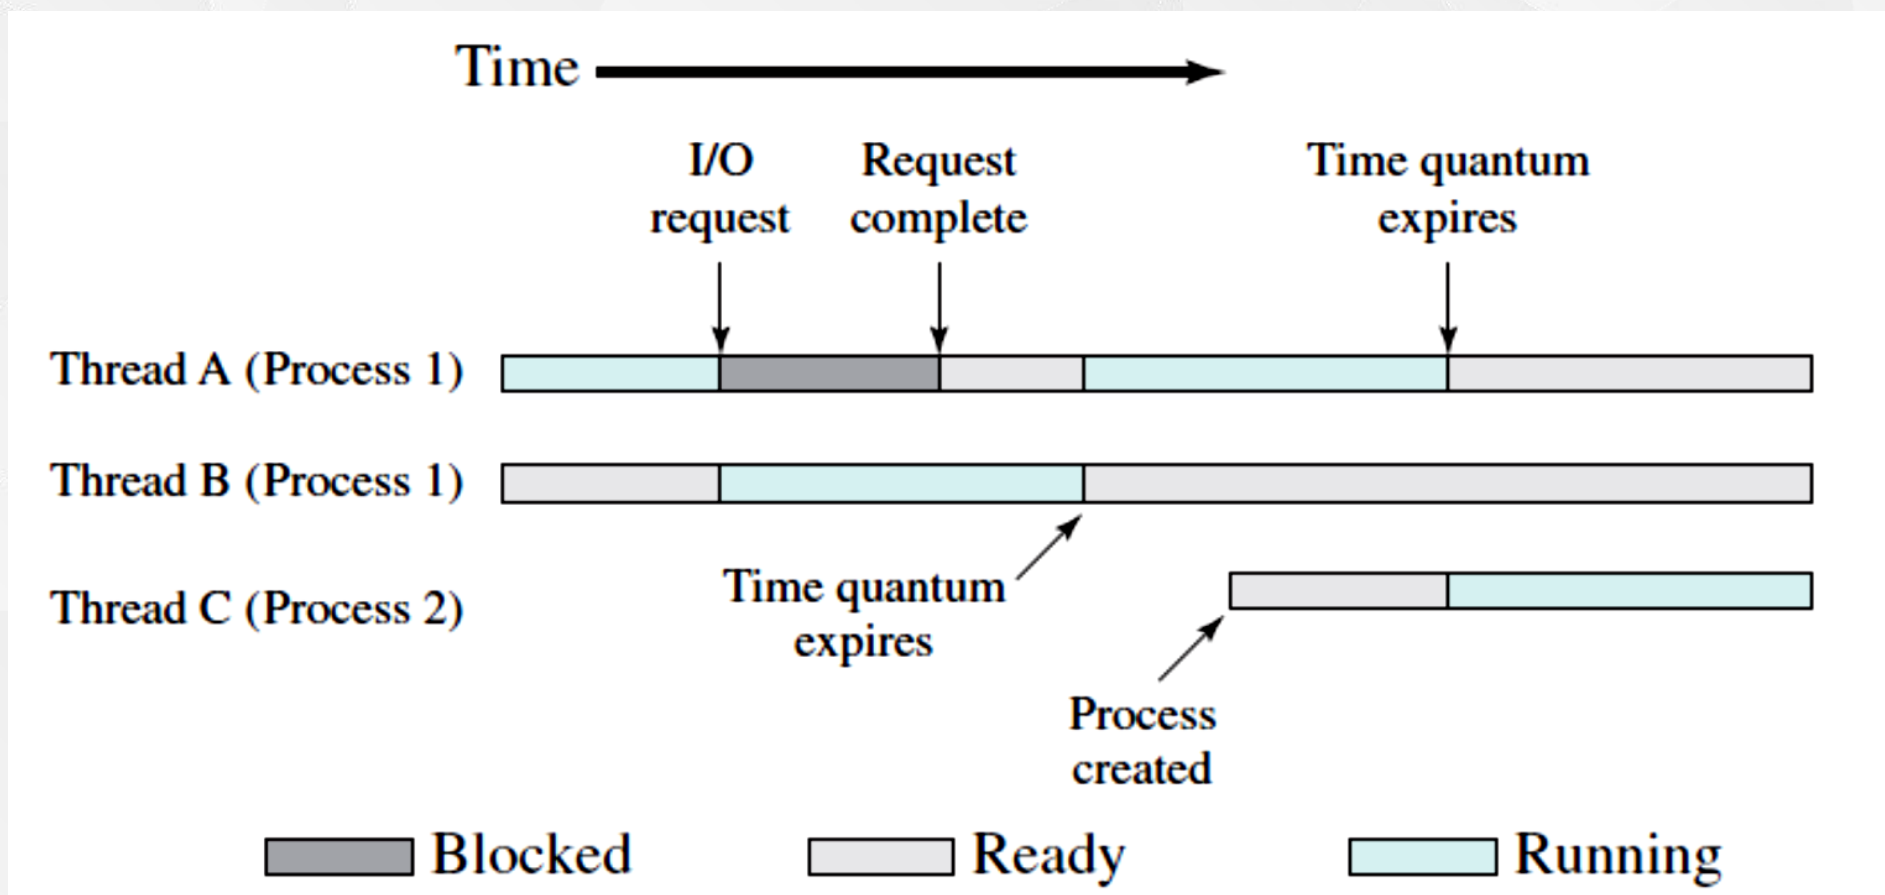 Time
I/O
request
Request
complete
Time quantum
expires
Thread A (Process 1)
Thread B (Process 1)
Time quantum
expires
Thread C (Process 2)
Process
created
Blocked
Ready
Running